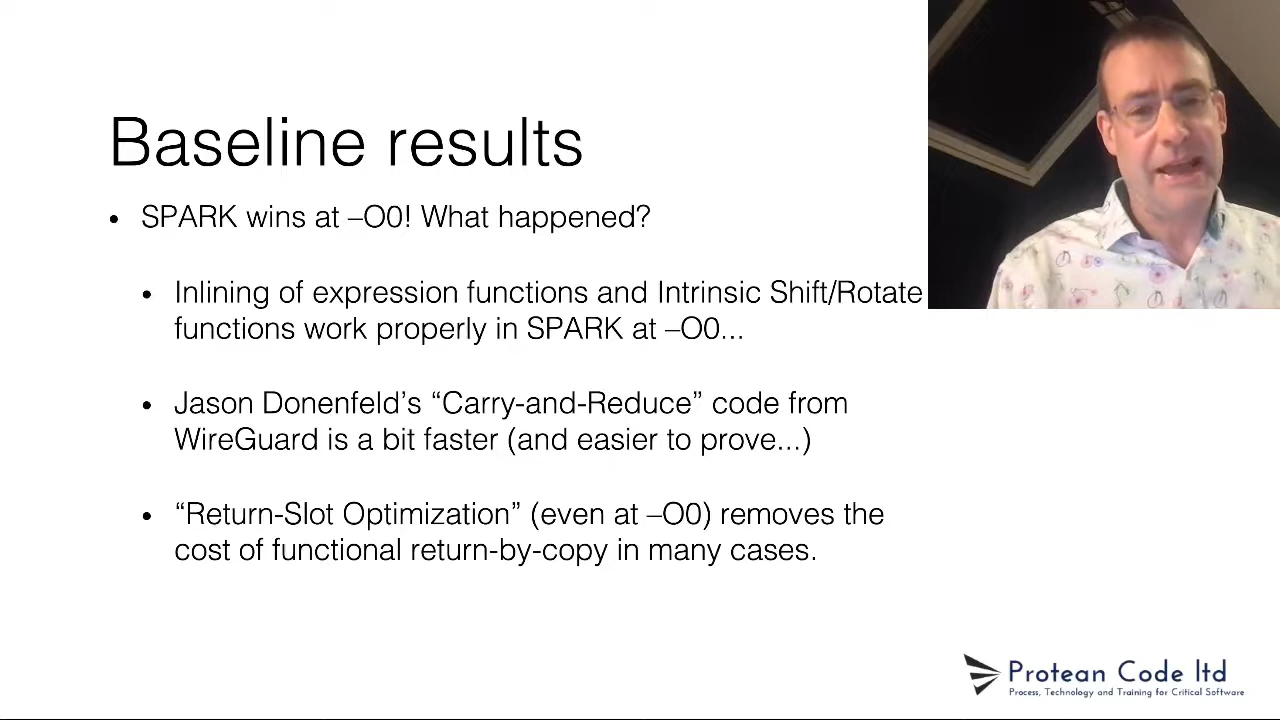 Baseline results
• SPARK wins at –O0! What happened?
• Inlining of expression functions and Intrinsic Shift/Rotate
functions work properly in SPARK at –O0...
• Jason Donenfeld’s “Carry-and-Reduce” code from
WireGuard is a bit faster (and easier to prove...)
• “Return-Slot Optimization” (even at –O0) removes the
cost of functional return-by-copy in many cases.
Protean Code ltd
Process, Technology and Training for Critical Software